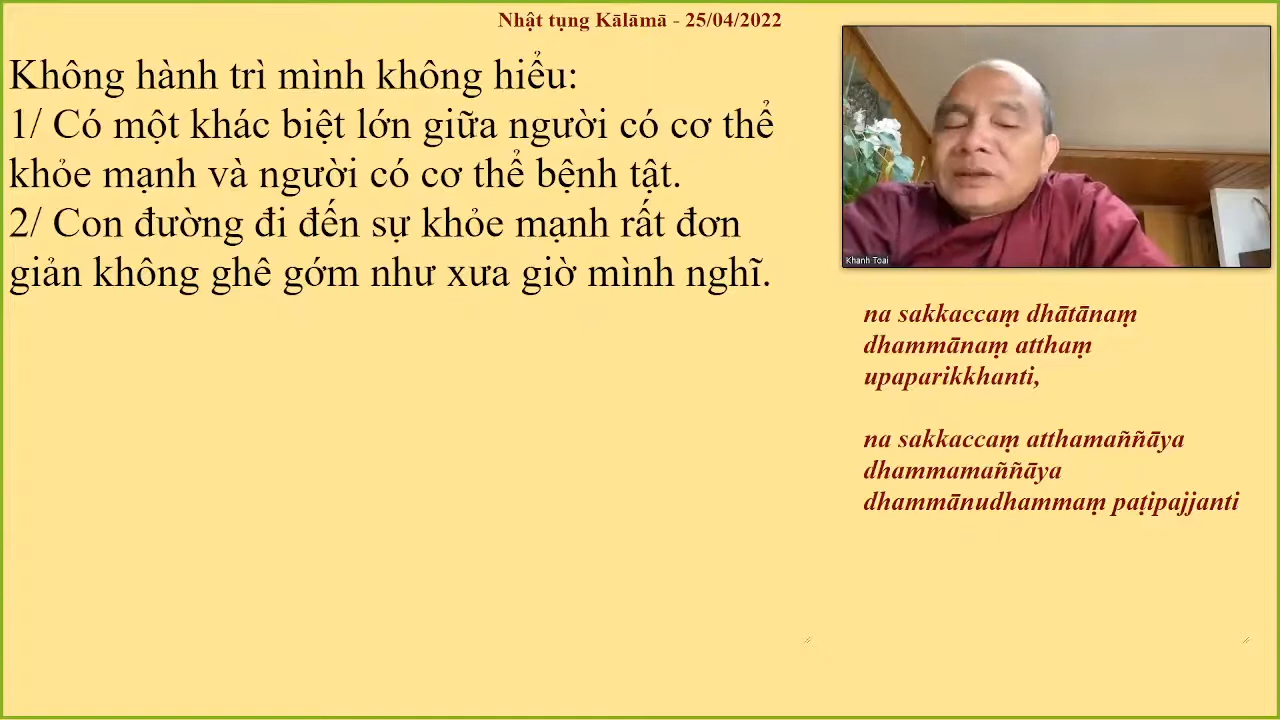 Nhật tụng Kālāmā - 25/04/2022
Không hành trì mình không hiểu:
1/ Có một khác biệt lớn giữa người có cơ thể
khỏe mạnh và người có cơ thể bệnh tật.
2/ Con đường đi đến sự khỏe mạnh rất đơn
giản không ghê gớm như xưa giờ mình nghĩ.
Khanh Toai
na sakkaccaṃ dhātānaṃ
dhammānaṃ atthaṃ
upaparikkhanti,
na sakkaccaṃ atthamaññāya
dhammamaññāya
dhammānudhammaṃ paṭipajjanti